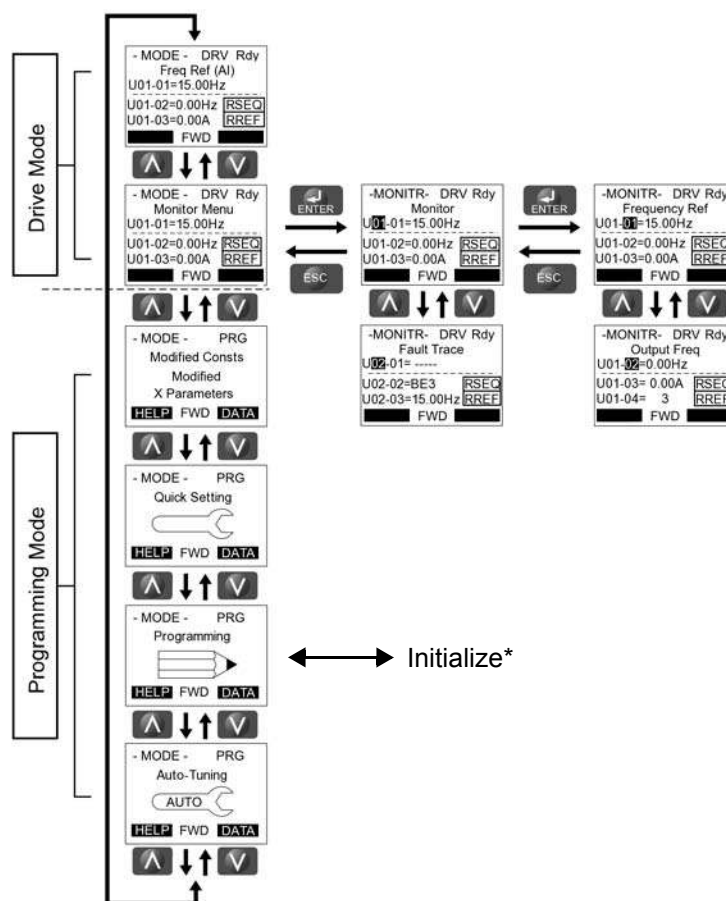 Drive Mode
- MODE - DRV Rdy
Freq Ref (AI)
U01-01=15.00Hz
U01-02=0.00Hz RSEQ
U01-03=0.00A RREF
FWD
- MODE - DRV Rdy
Monitor Menu
U01-01=15.00Hz
U01-02=0.00Hz RSEQ
U01-03=0.00A RREF
FWD
ENTER
ESC
-MONITR- DRV Rdy
Monitor
U01-01=15.00Hz
U01-02=0.00Hz RSEQ
U01-03=0.00A RREF
FWD
ENTER
ESC
-MONITR- DRV Rdy
Frequency Ref
U01-01=15.00Hz
U01-02=0.00Hz RSEQ
U01-03=0.00A RREF
FWD
-MONITR- DRV Rdy
Fault Trace
U02-01= -----
U02-02=BE3 RSEQ
U02-03=15.00Hz RREF
FWD
-MONITR- DRV Rdy
Output Freq
U01-02=0.00Hz
U01-03= 0.00A RSEQ
U01-04= 3 RREF
FWD
Programming Mode
- MODE - PRG
Modified Consts
Modified
X Parameters
HELP FWD DATA
- MODE - PRG
Quick Setting
HELP FWD DATA
- MODE - PRG
Programming
HELP FWD DATA
Initialize*
- MODE - PRG
Auto-Tuning
AUTO
HELP FWD DATA